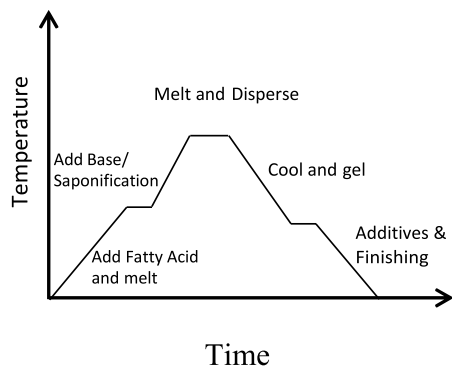 Melt and Disperse
Temperature
Add Base/
Saponification
Cool and gel
Add Fatty Acid
and melt
Additives &
Finishing
Time